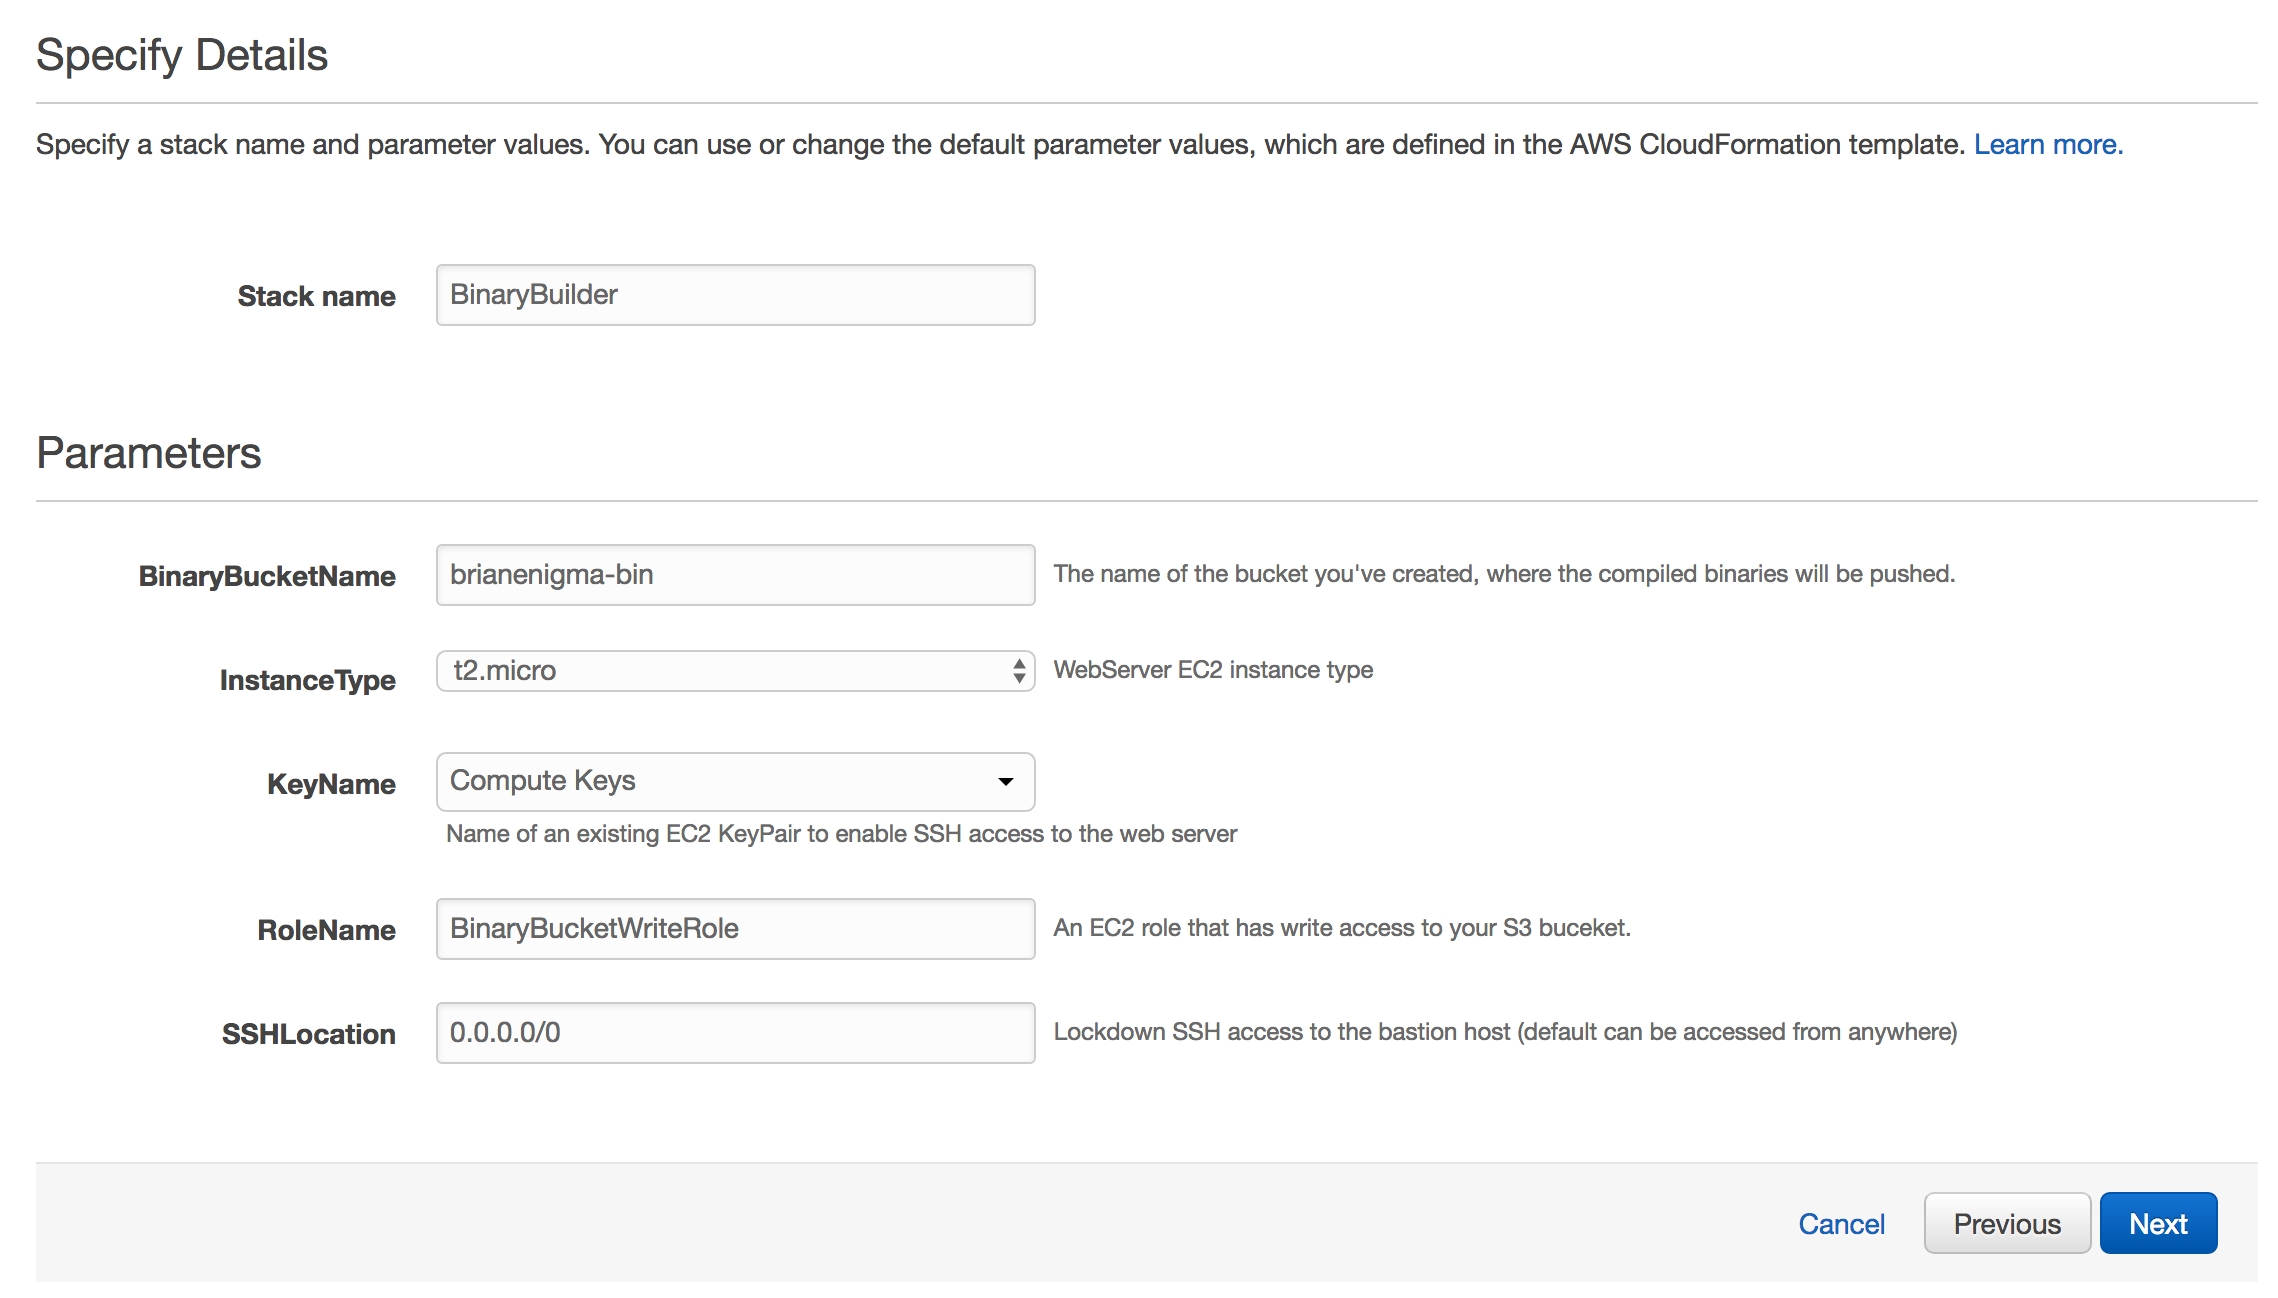 Specify Details
Specify a stack name and parameter values. You can use or change the default parameter values, which are defined in the AWS CloudFormation template. Learn more.
Stack name BinaryBuilder
Parameters
BinaryBucketName brianenigma-bin The name of the bucket you've created, where the compiled binaries will be pushed.
InstanceType t2.micro WebServer EC2 instance type
KeyName Compute Keys
Name of an existing EC2 KeyPair to enable SSH access to the web server
RoleName BinaryBucketWriteRole An EC2 role that has write access to your S3 buceket.
SSHLocation 0.0.0.0/0 Lockdown SSH access to the bastion host (default can be accessed from anywhere)
Cancel Previous Next